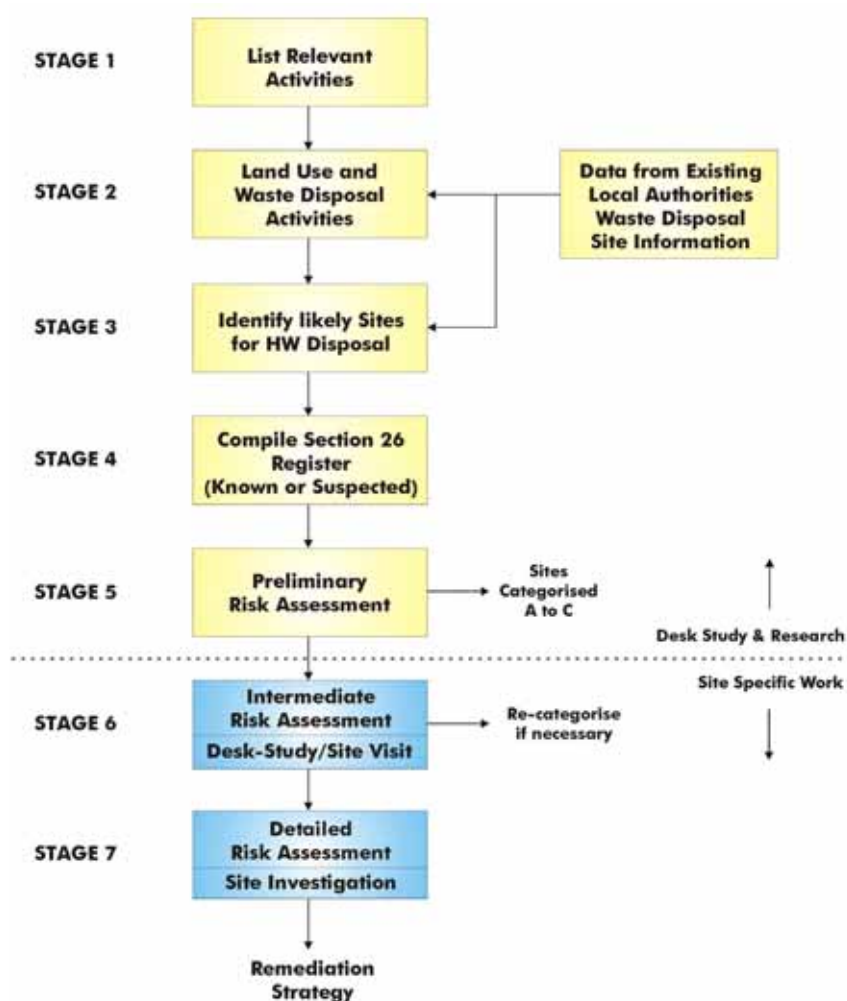 STAGE 1
List Relevant
Activities
STAGE 2
Land Use and
Waste Disposal
Activities
Data from Existing
Local Authorities
Waste Disposal
Site Information
STAGE 3
Identify likely Sites
for HW Disposal
STAGE 4
Compile Section 26
Register
(Known or Suspected)
STAGE 5
Preliminary
Risk Assessment
Sites
Categorised
A to C
Desk Study & Research
Site Specific Work
STAGE 6
Intermediate
Risk Assessment
Desk-Study/Site Visit
Re-categorise
if necessary
STAGE 7
Detailed
Risk Assessment
Site Investigation
Remediation
Strategy